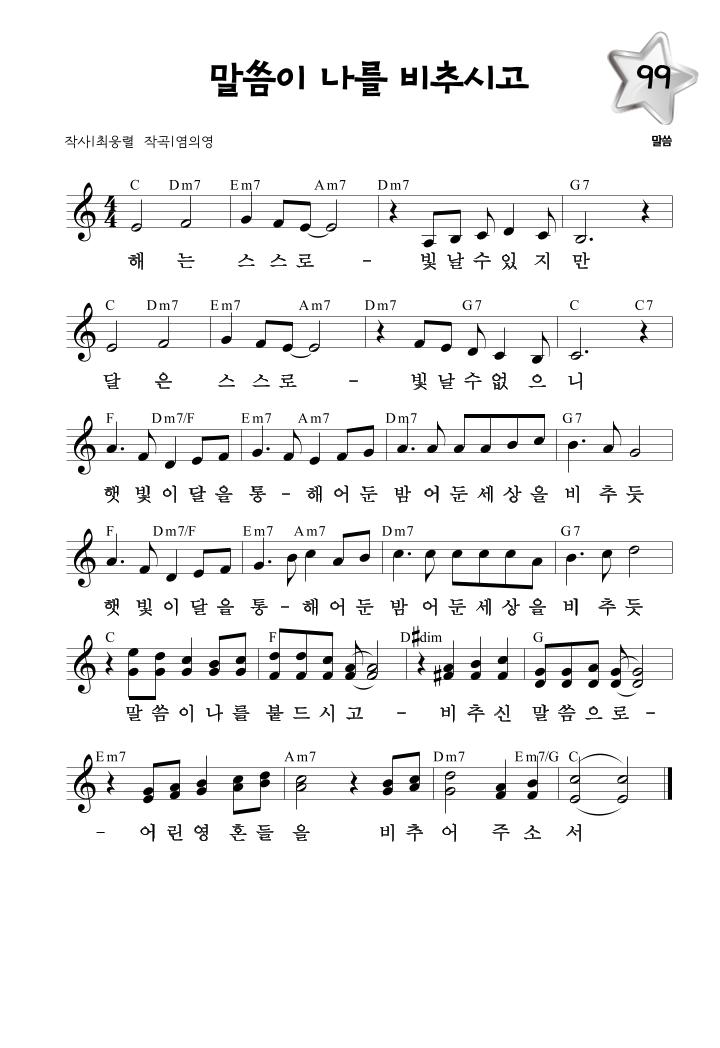 말씀이 나를 비추시고
99
작사|최웅렬 작곡|염의영
말씀
C Dm7 Em7 Am7 Dm7 G7
4
4
해 는 스 스 로 - 빛 날 수 있 지 만
C Dm7 Em7 Am7 Dm7 G7 C C7
달 은 스 스 로 - 빛 날 수 없 으 니
F Dm7/F Em7 Am7 Dm7 G7
햇 빛 이 달 을 통 - 해 어 둔 밤 어 둔 세 상 을 비 추 듯
F Dm7/F Em7 Am7 Dm7 G7
햇 빛 이 달 을 통 - 해 어 둔 밤 어 둔 세 상 을 비 추 듯
C F D#dim G
말 씀 이 나 를 붙 드 시 고 - 비 추 신 말 씀 으 로 -
Em7 Am7 Dm7 Em7/G C
- 어 린 영 혼 들 을 비 추 어 주 소 서